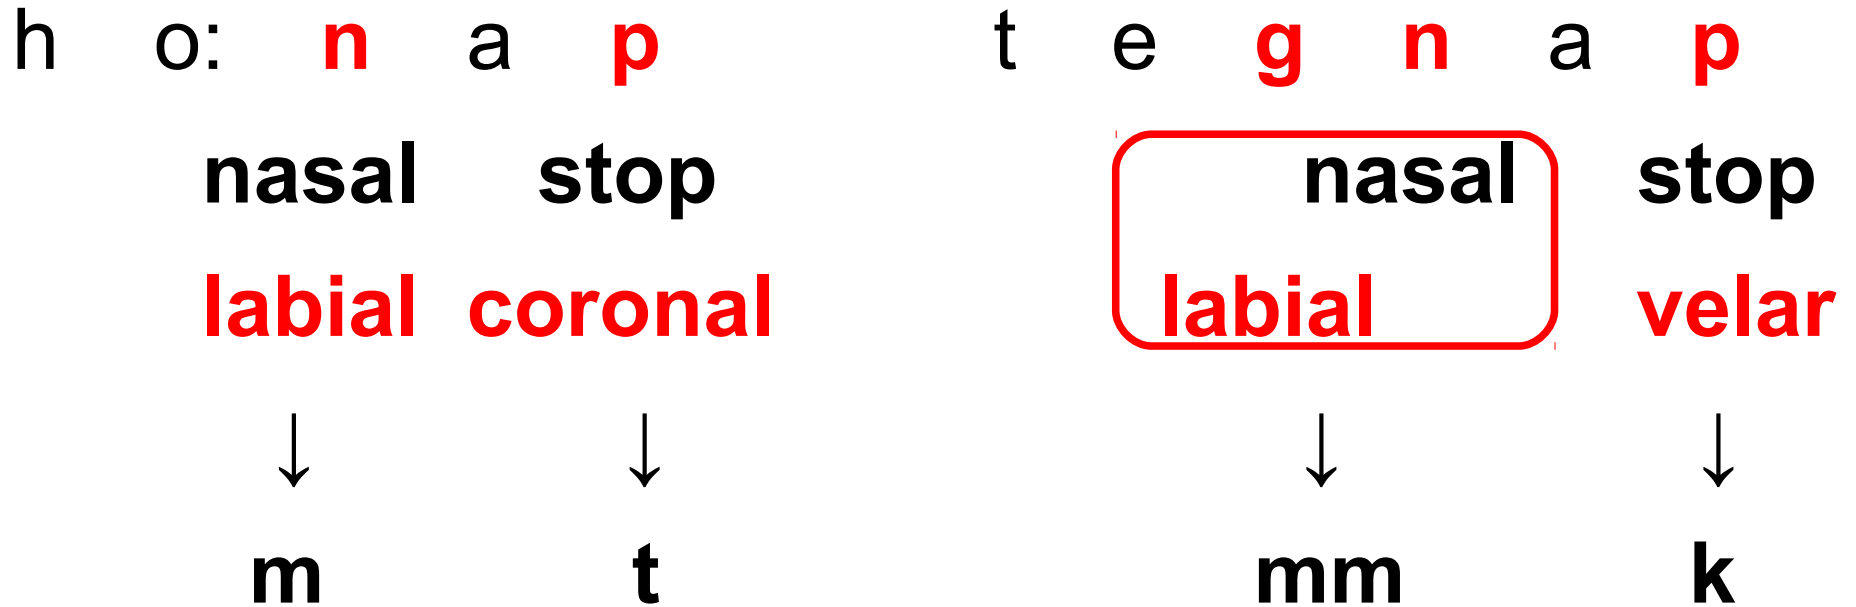 h o: n a p t e g n a p
nasal stop nasal stop
labial coronal labial velar
↓ ↓ ↓ ↓
m t mm k